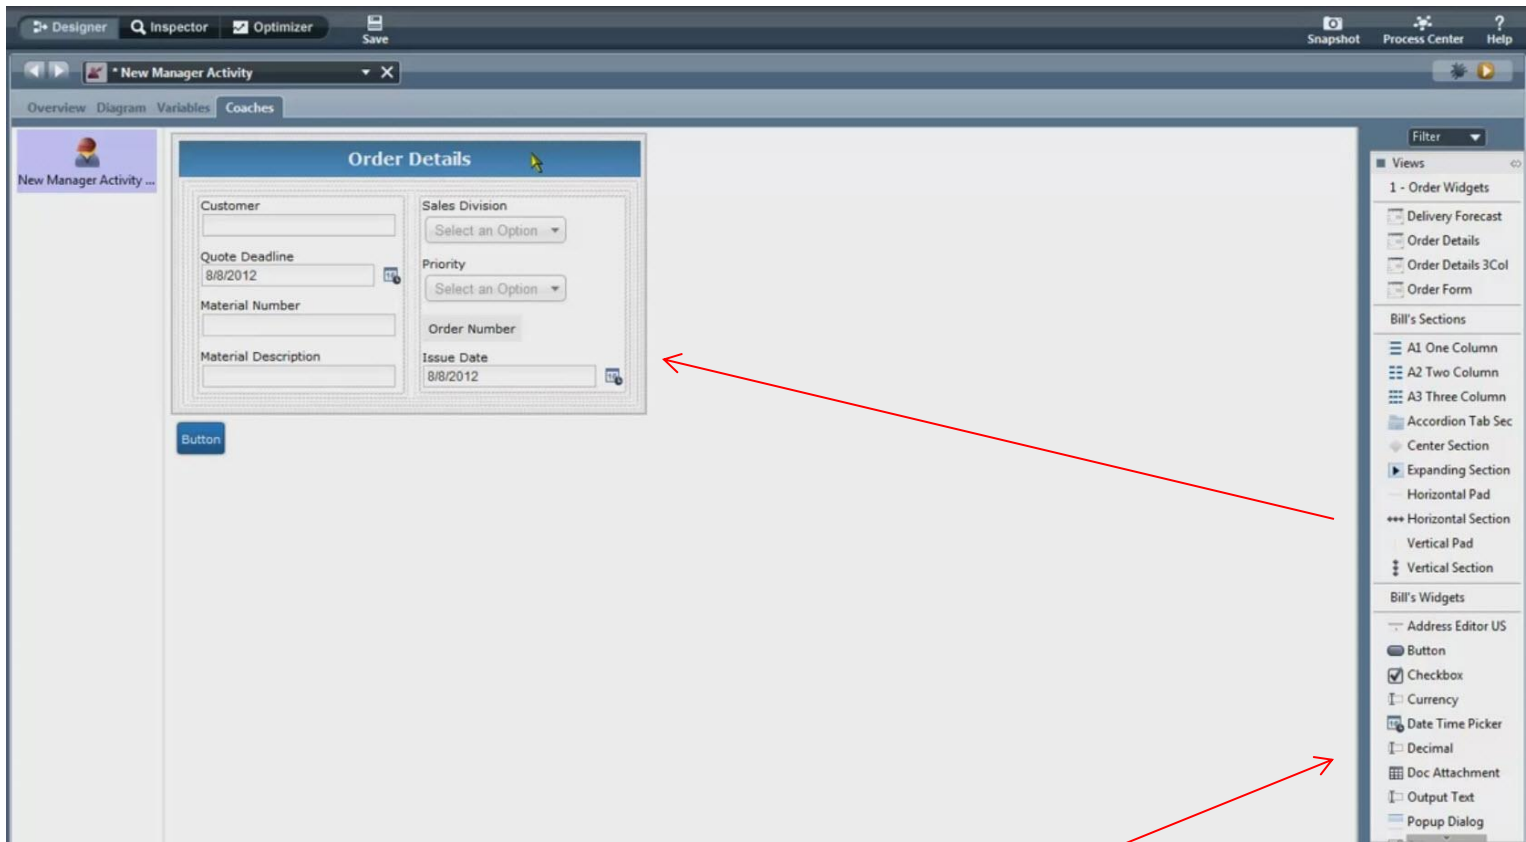 Designer Inspector Optimizer Save Snapshot Process Center Help
* New Manager Activity
Overview Diagram Variables Coaches
Filter
New Manager Activity ...
Order Details
Customer
Sales Division
Select an Option
Quote Deadline
8/8/2012
Priority
Select an Option
Material Number
Order Number
Material Description
Issue Date
8/8/2012
Button
Views
1 - Order Widgets
Delivery Forecast
Order Details
Order Details 3Col
Order Form
Bill's Sections
A1 One Column
A2 Two Column
A3 Three Column
Accordion Tab Sec
Center Section
Expanding Section
Horizontal Pad
Horizontal Section
Vertical Pad
Vertical Section
Bill's Widgets
Address Editor US
Button
Checkbox
Currency
Date Time Picker
Decimal
Doc Attachment
Output Text
Popup Dialog